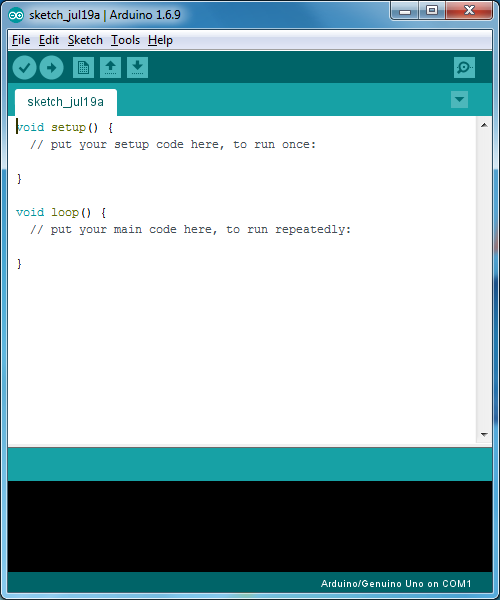 sketch_jul19a | Arduino 1.6.9
File Edit Sketch Tools Help
sketch_jul19a
void setup() {
  // put your setup code here, to run once:
}
void loop() {
  // put your main code here, to run repeatedly:
}
Arduino/Genuino Uno on COM1